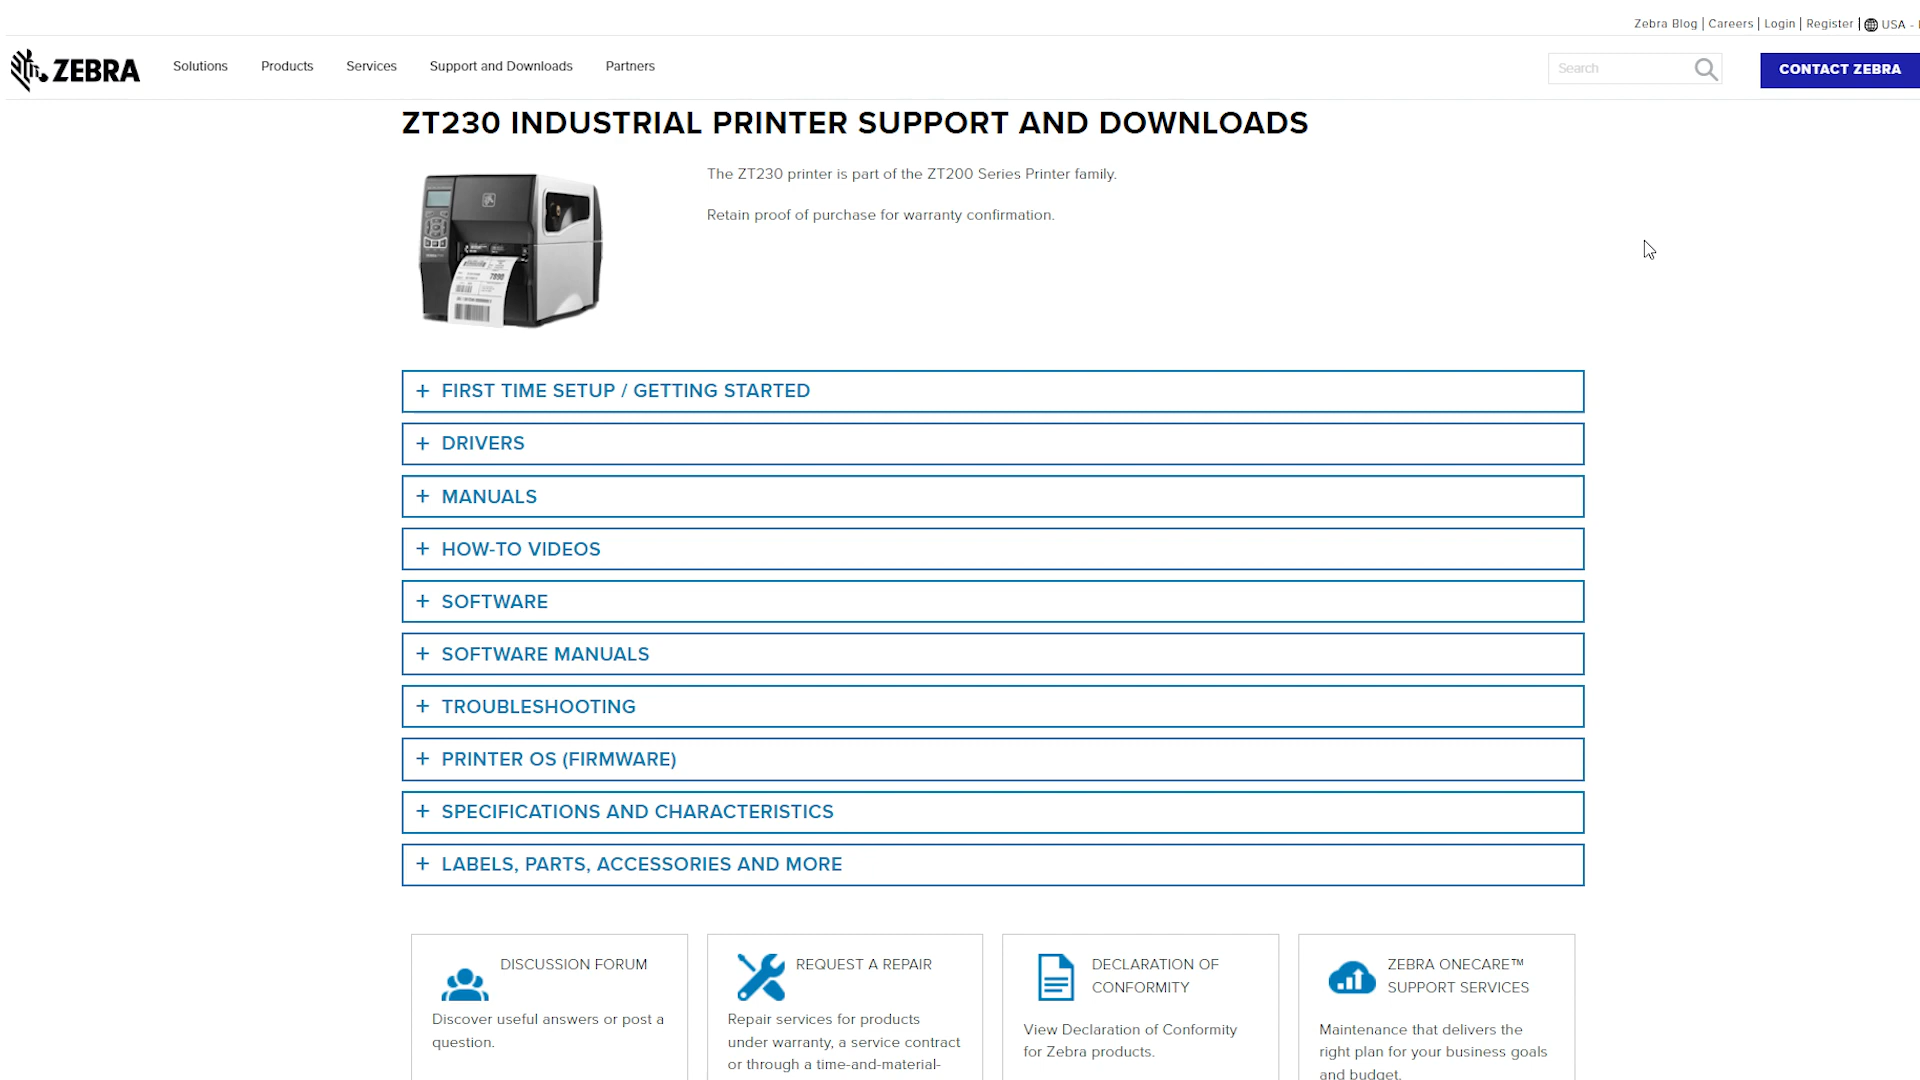 Zebra Blog | Careers | Login | Register | USA -
ZEBRA
Solutions
Products
Services
Support and Downloads
Partners
Search
CONTACT ZEBRA
ZT230 INDUSTRIAL PRINTER SUPPORT AND DOWNLOADS
The ZT230 printer is part of the ZT200 Series Printer family.
Retain proof of purchase for warranty confirmation.
7890
+ FIRST TIME SETUP / GETTING STARTED
+ DRIVERS
+ MANUALS
+ HOW-TO VIDEOS
+ SOFTWARE
+ SOFTWARE MANUALS
+ TROUBLESHOOTING
+ PRINTER OS (FIRMWARE)
+ SPECIFICATIONS AND CHARACTERISTICS
+ LABELS, PARTS, ACCESSORIES AND MORE
DISCUSSION FORUM
Discover useful answers or post a
question.
REQUEST A REPAIR
Repair services for products
under warranty, a service contract
or through a time-and-material-
DECLARATION OF
CONFORMITY
View Declaration of Conformity
for Zebra products.
ZEBRA ONECARE™
SUPPORT SERVICES
Maintenance that delivers the
right plan for your business goals
and budget.